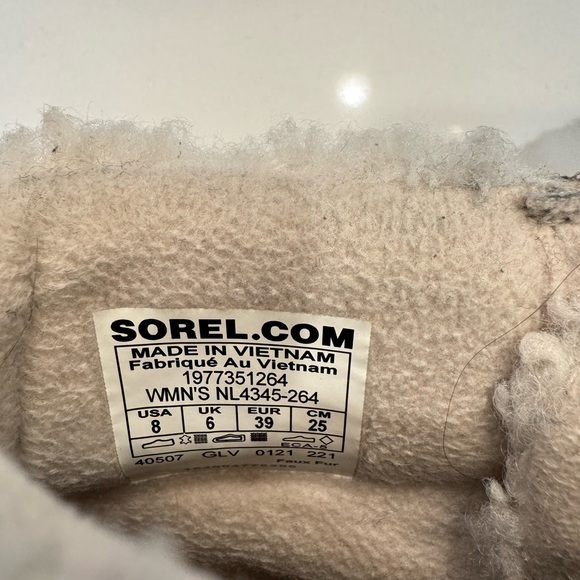 SOREL.COM
MADE IN VIETNAM
Fabriqué Au Vietnam
1977351264
WMN'S NL4345-264
USA UK EUR CM
8 6 39 25
40507 GLV 0121 221
Faux Fur